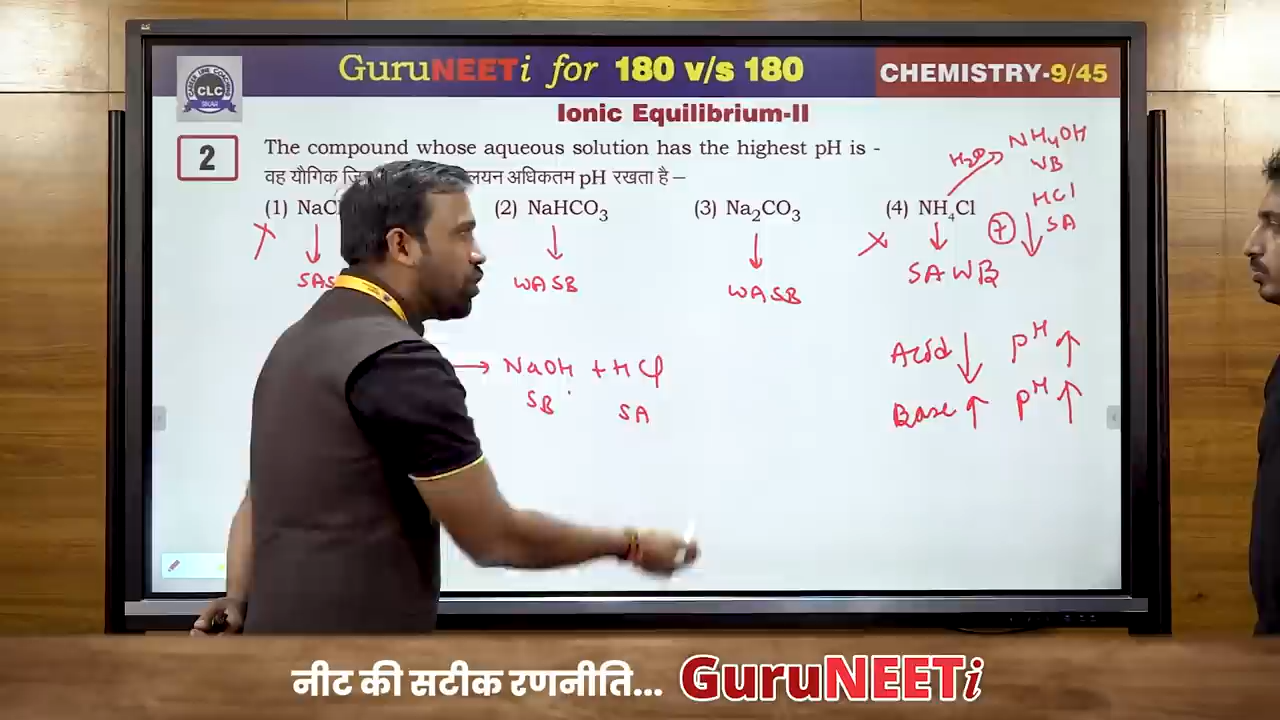 GuruNEETi for 180 v/s 180
CHEMISTRY-9/45
CLC
Ionic Equilibrium-II
2
The compound whose aqueous solution has the highest pH is -
वह यौगिक अधिकतम pH रखता है –
(1) NaCl (2) NaHCO3 (3) Na2CO3 (4) NH4Cl
H2O NH4OH
WB
HCl
SA
SAS WASB WASB SAWB
+
Acid ↓ pH ↑
Base ↑ pH ↑
→ NaOH + HCl
SB SA
नीट की सटीक रणनीति... GuruNEETi